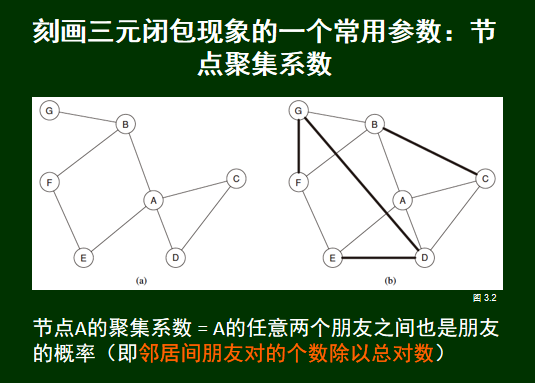 刻画三元闭包现象的一个常用参数：节
点聚集系数
G
B
F
A
C
E
D
(a)
G
B
F
A
C
E
D
(b)
图 3.2
节点A的聚集系数 = A的任意两个朋友之间也是朋友
的概率（即邻居间朋友对的个数除以总对数）